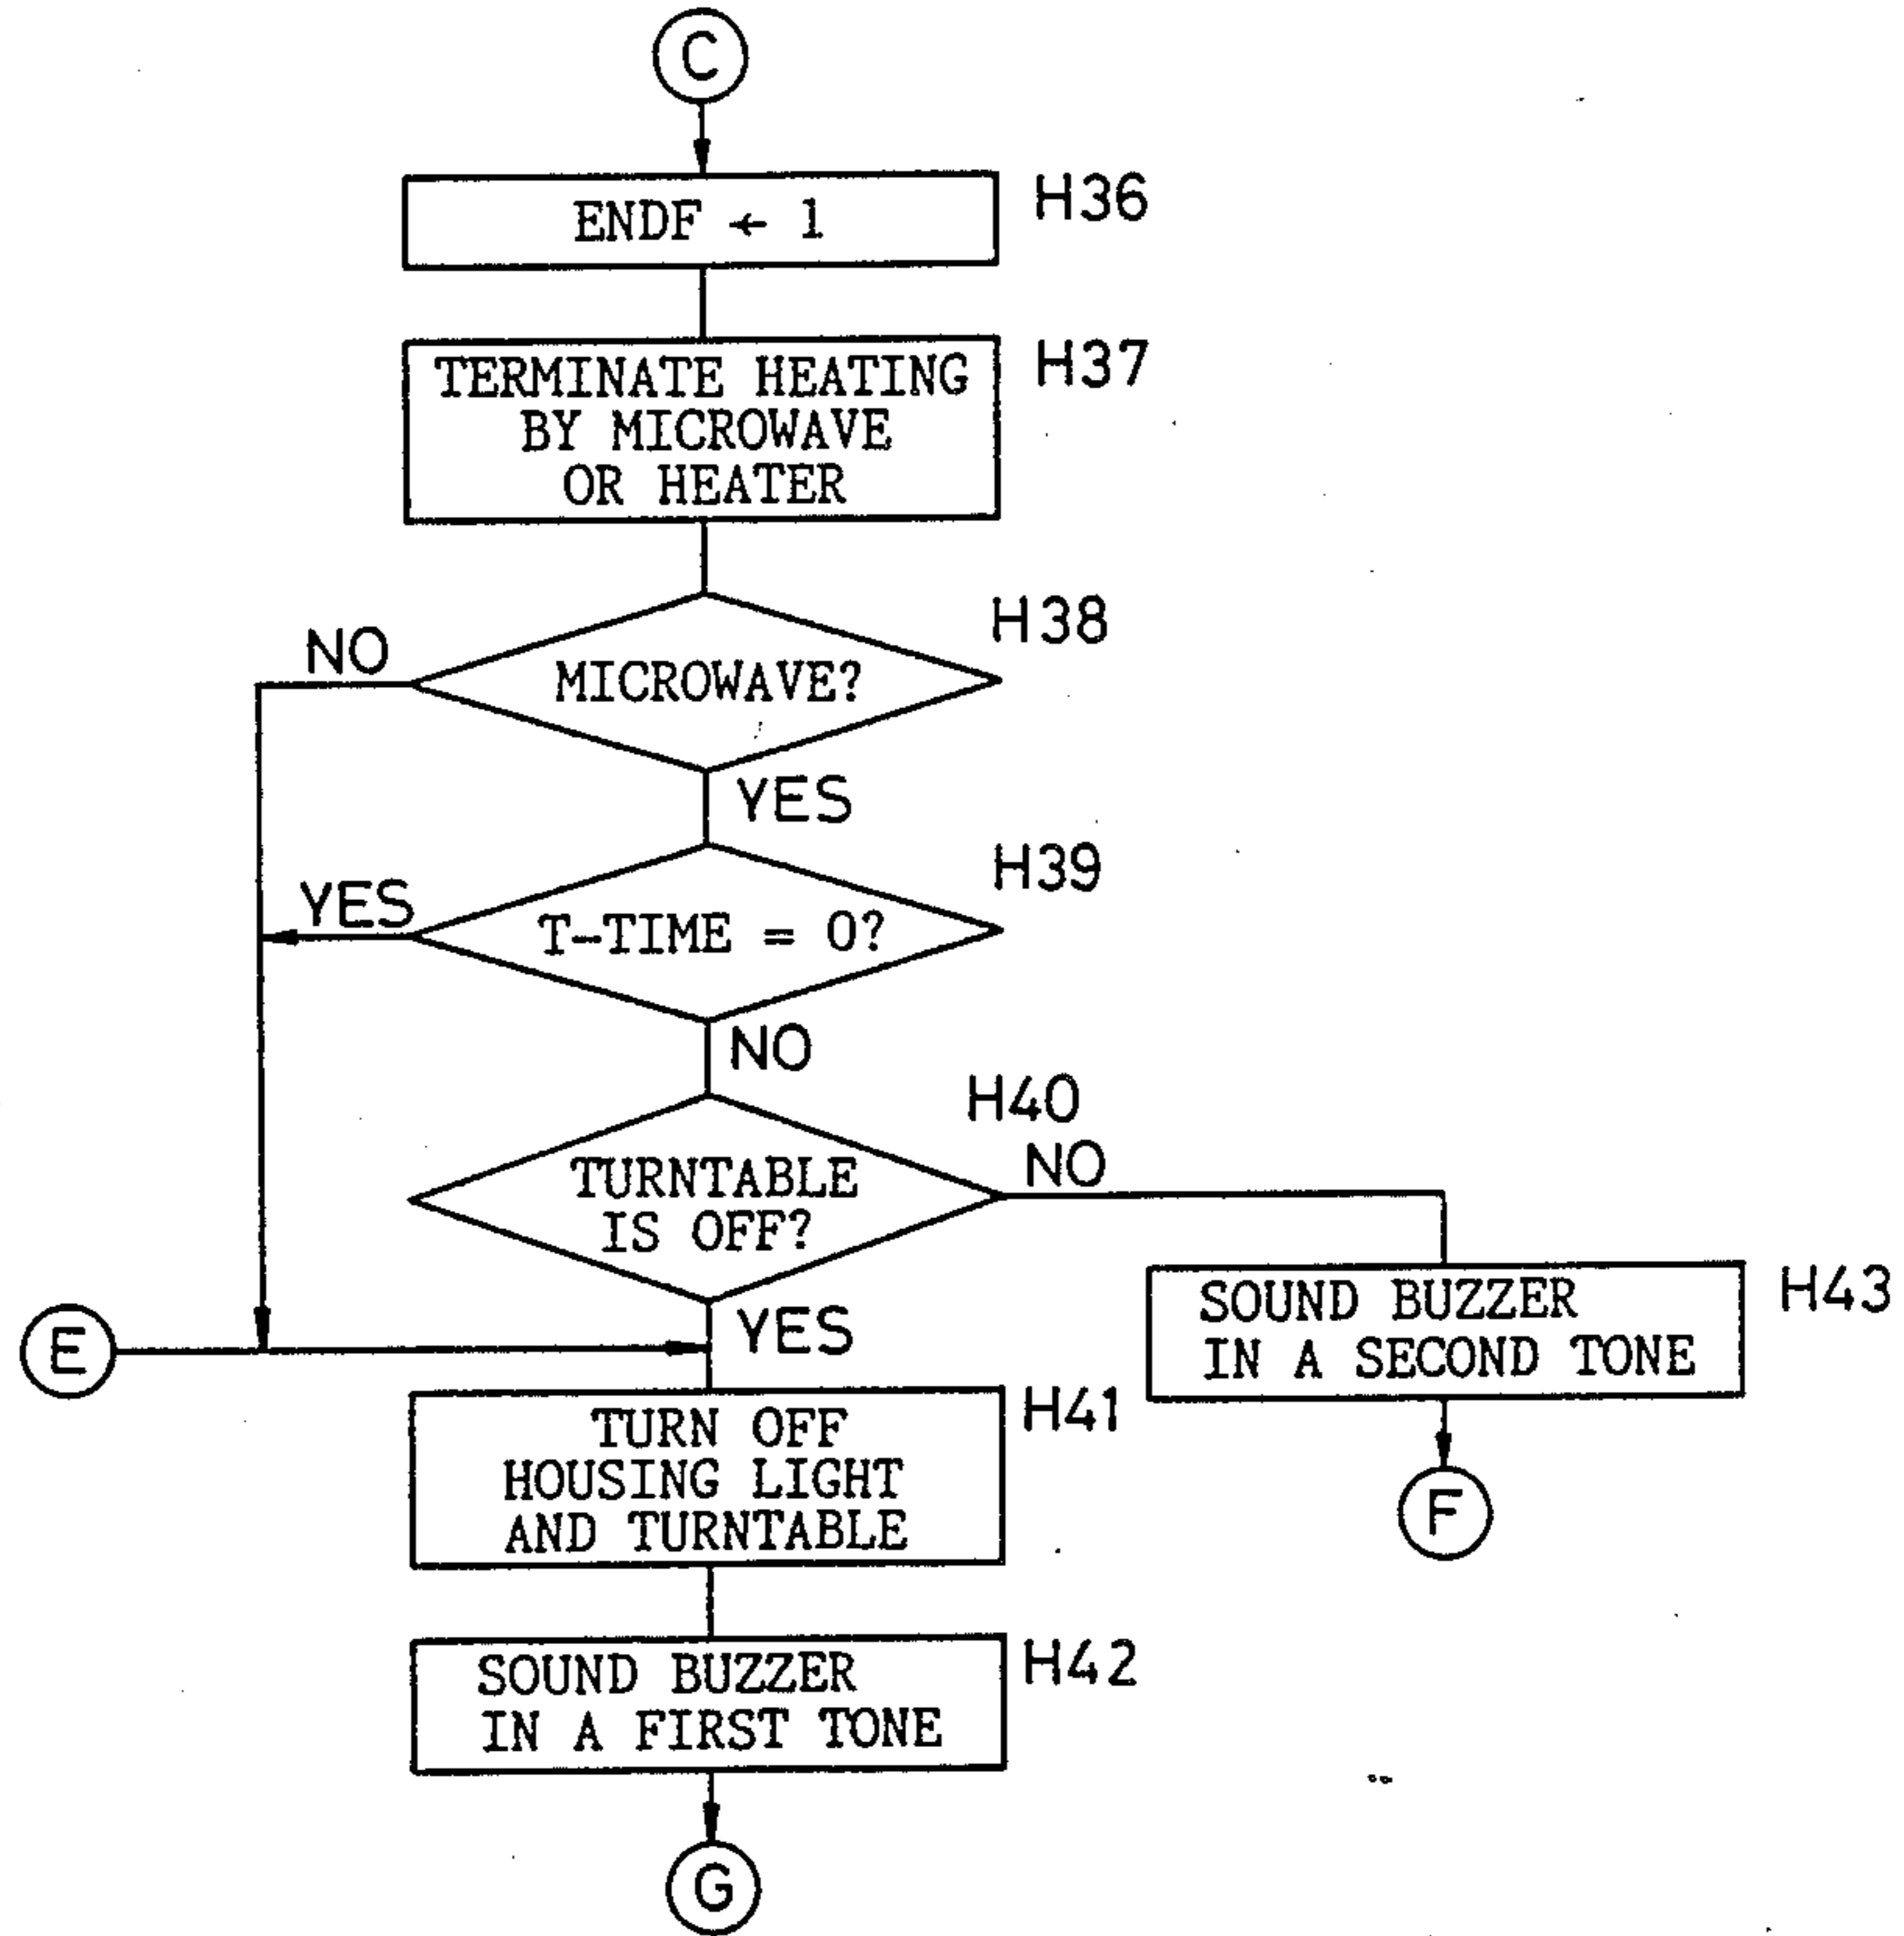 C
ENDF ← 1
H36
TERMINATE HEATING
BY MICROWAVE
OR HEATER
H37
H38
NO
MICROWAVE?
YES
H39
YES
T-TIME = 0?
NO
H40
NO
TURNTABLE
IS OFF?
YES
SOUND BUZZER
IN A SECOND TONE
H43
E
F
TURN OFF
HOUSING LIGHT
AND TURNTABLE
H41
SOUND BUZZER
IN A FIRST TONE
H42
G